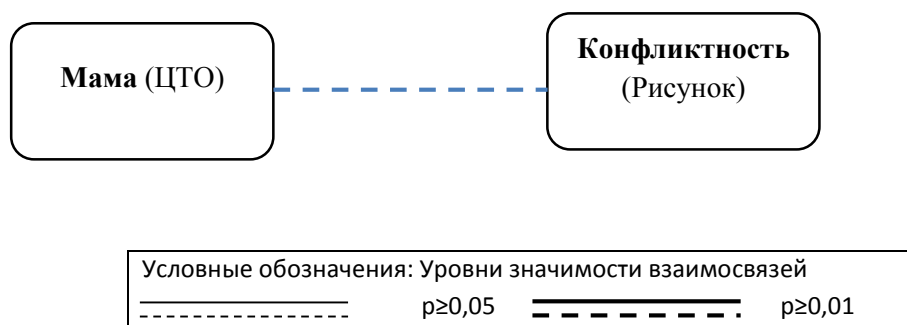 Мама (ЦТО)
Конфликтность
(Рисунок)
Условные обозначения: Уровни значимости взаимосвязей
p≥0,05 p≥0,01